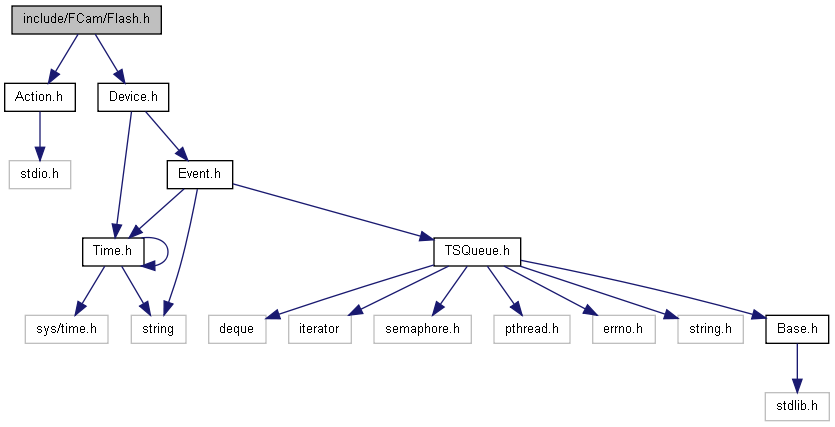 include/FCam/Flash.h
Action.h
Device.h
stdio.h
Event.h
Time.h
TSQueue.h
sys/time.h
string
deque
iterator
semaphore.h
pthread.h
errno.h
string.h
Base.h
stdlib.h